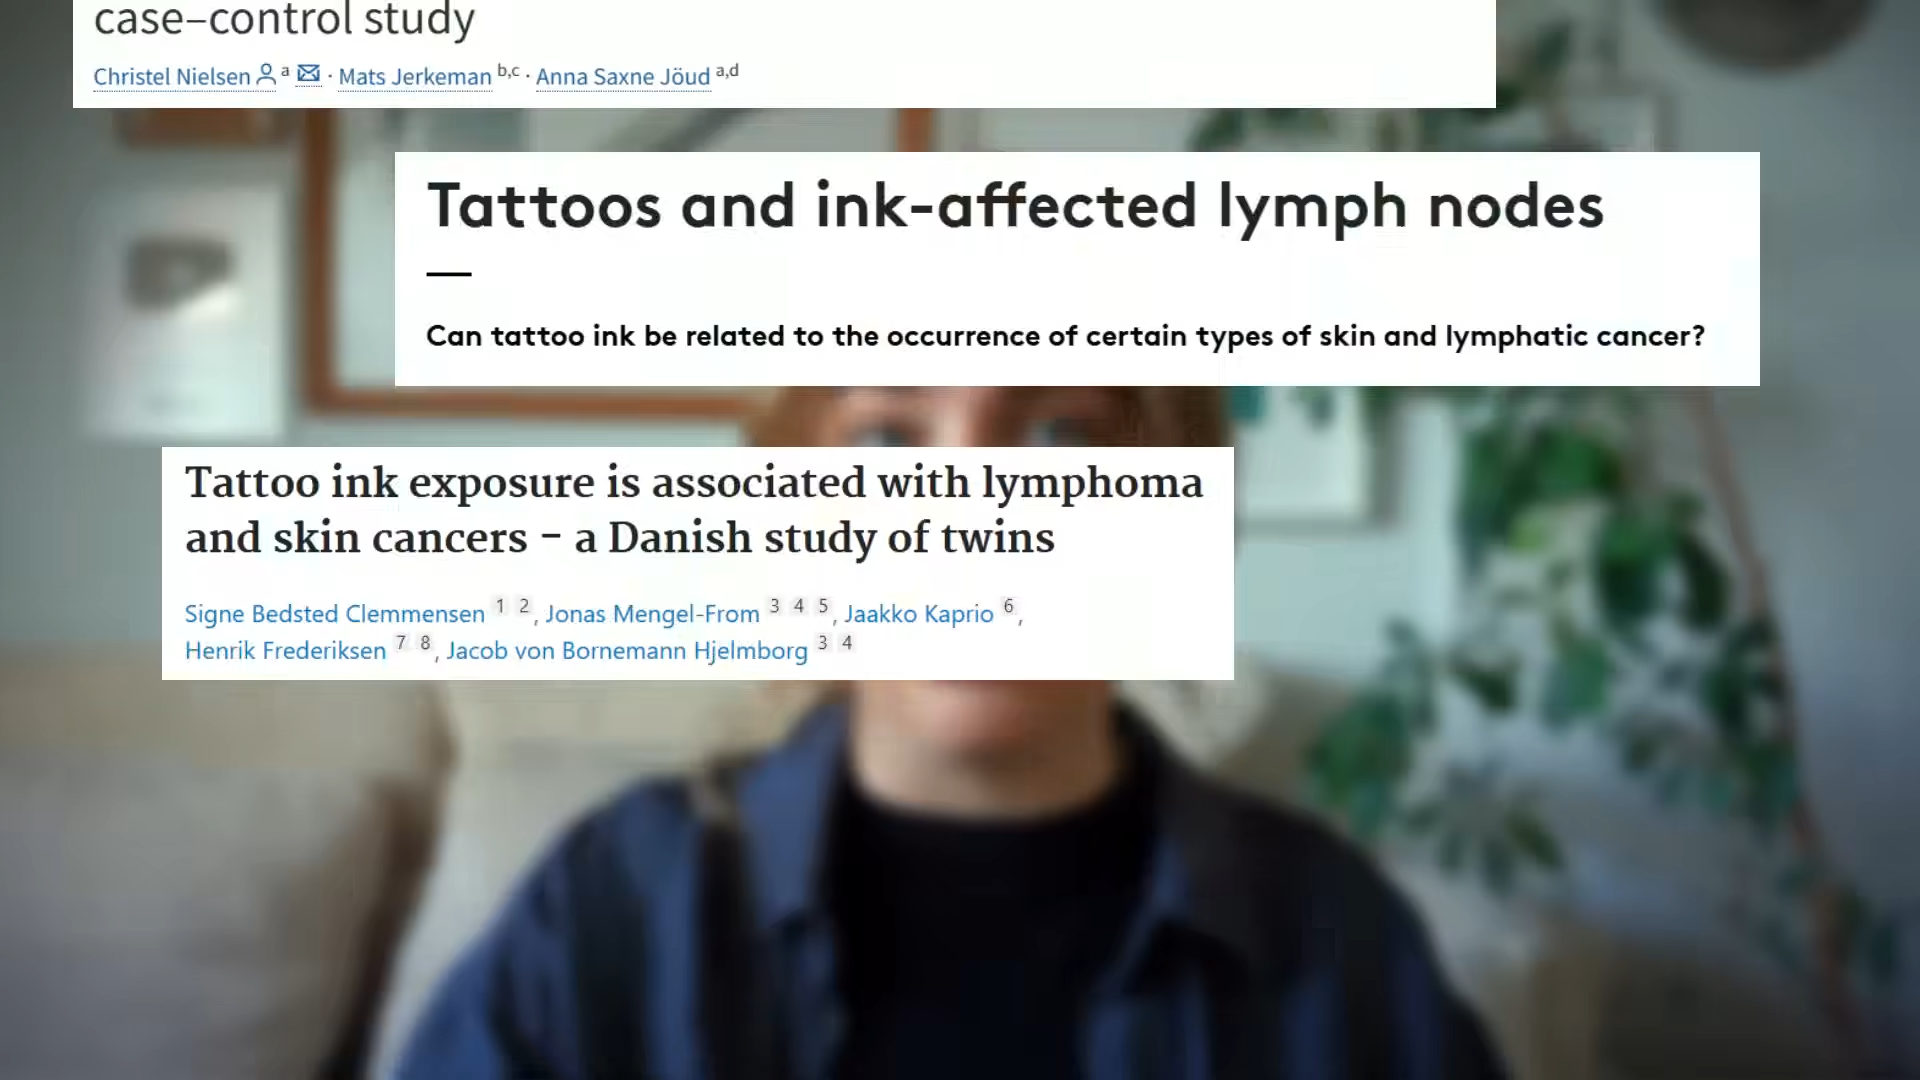 case–control study
Christel Nielsen a · Mats Jerkeman b,c · Anna Saxne Jöud a,d
Tattoos and ink-affected lymph nodes
Can tattoo ink be related to the occurrence of certain types of skin and lymphatic cancer?
Tattoo ink exposure is associated with lymphoma
and skin cancers – a Danish study of twins
Signe Bedsted Clemmensen 1 2, Jonas Mengel-From 3 4 5, Jaakko Kaprio 6,
Henrik Frederiksen 7 8, Jacob von Bornemann Hjelmborg 3 4